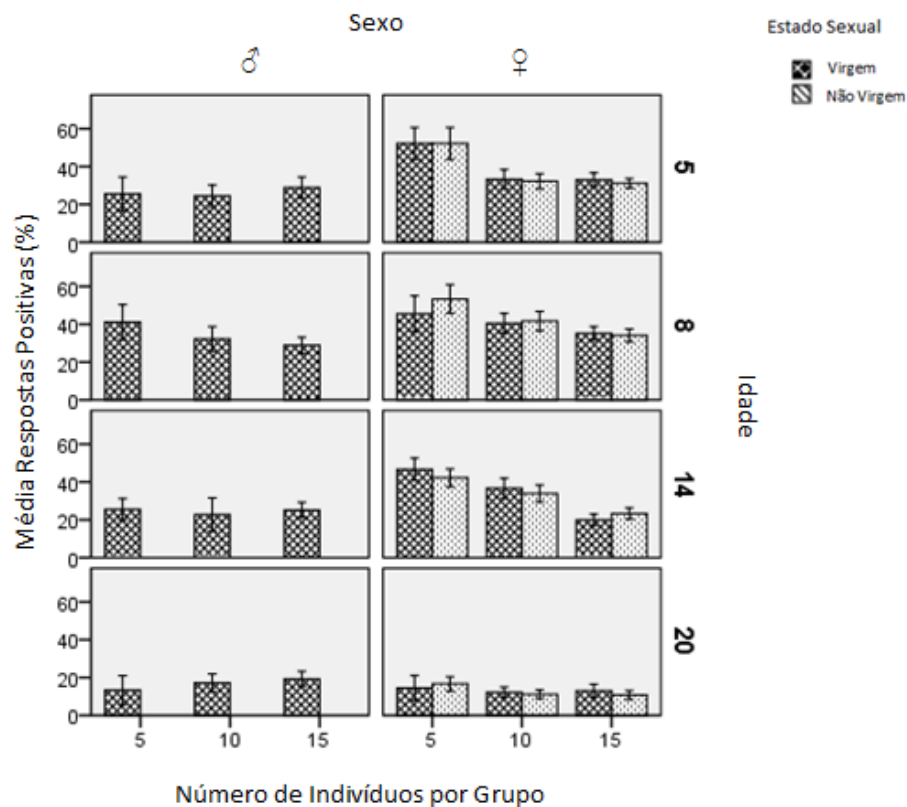 Sexo
♂ ♀
Estado Sexual
Virgem
Não Virgem
Média Respostas Positivas (%)
60
40
20
0
5
60
40
20
0
8
60
40
20
0
14
60
40
20
0
20
Idade
5 10 15 5 10 15
Número de Indivíduos por Grupo